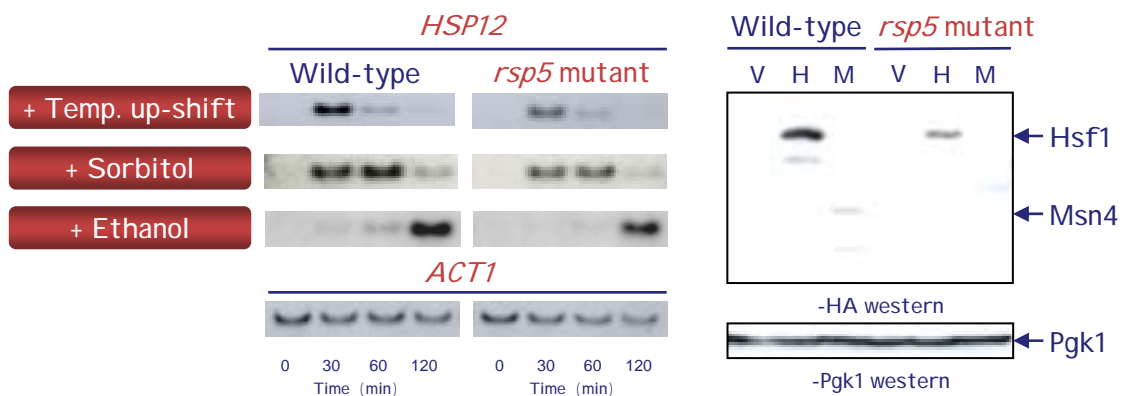 HSP12
Wild-type rsp5 mutant
+ Temp. up-shift
+ Sorbitol
+ Ethanol
ACT1
0 30 60 120 0 30 60 120
Time (min) Time (min)
Wild-type rsp5 mutant
V H M V H M
Hsf1
Msn4
-HA western
Pgk1
-Pgk1 western